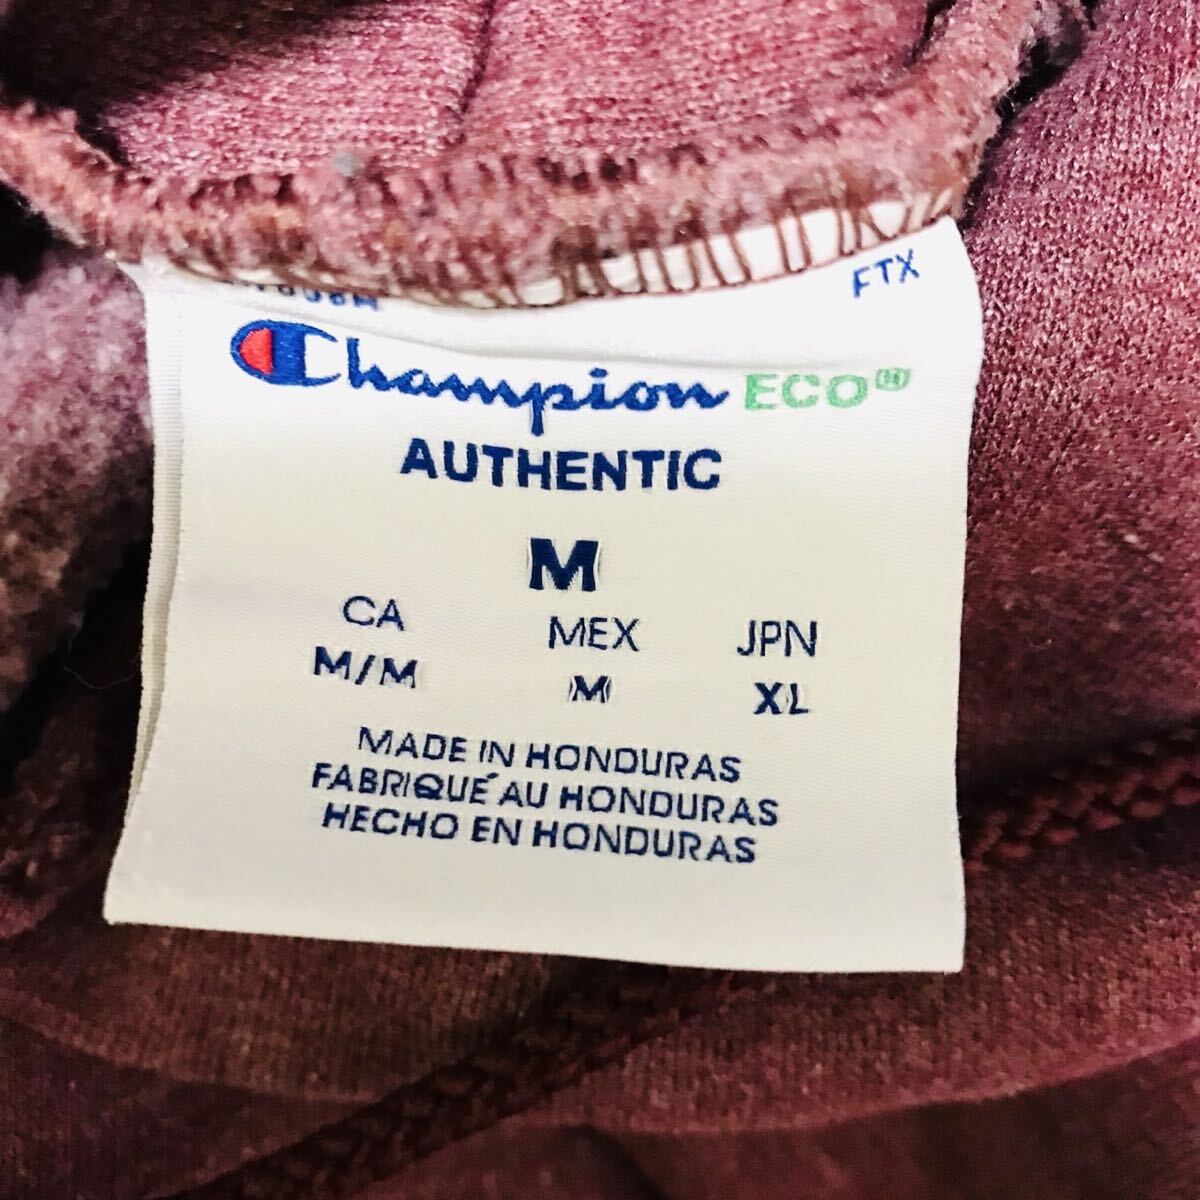 FTX
Champion ECO®
AUTHENTIC
M
CA MEX JPN
M/M M XL
MADE IN HONDURAS
FABRIQUÉ AU HONDURAS
HECHO EN HONDURAS